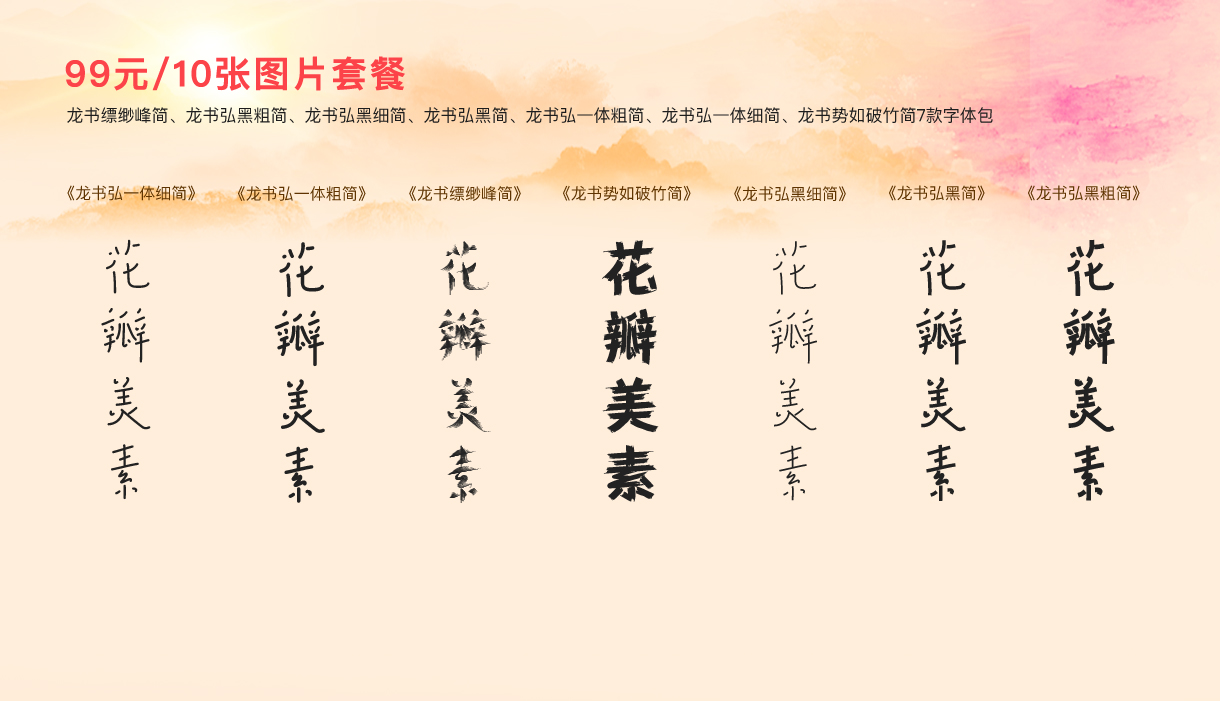 99元/10张图片套餐
龙书缥缈峰简、龙书弘黑粗简、龙书弘黑细简、龙书弘黑简、龙书弘一体粗简、龙书弘一体细简、龙书势如破竹简7款字体包
《龙书弘一体细简》
花
瓣
美
素
《龙书弘一体粗简》
花
瓣
美
素
《龙书缥缈峰简》
花
瓣
美
素
《龙书势如破竹简》
花
瓣
美
素
《龙书弘黑细简》
花
瓣
美
素
《龙书弘黑简》
花
瓣
美
素
《龙书弘黑粗简》
花
瓣
美
素